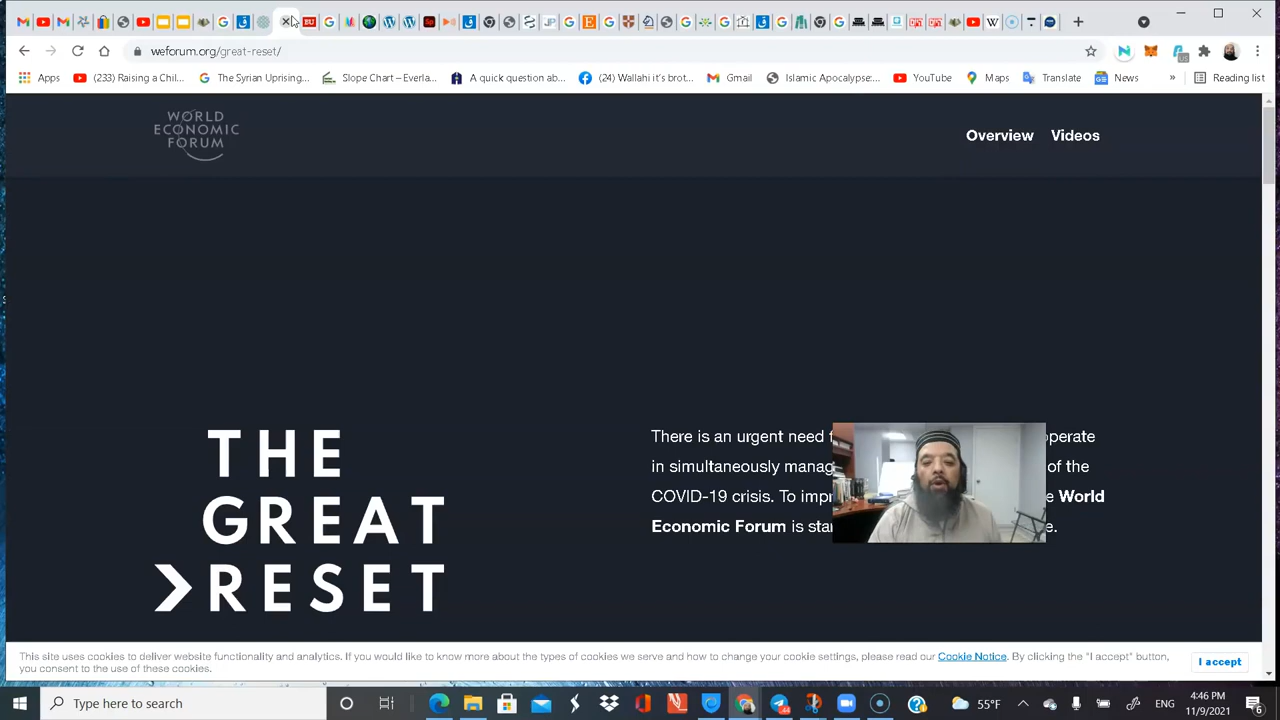 weforum.org/great-reset/
Apps
(233) Raising a Chil...
The Syrian Uprising...
Slope Chart – Everla...
A quick question ab...
(24) Wallahi it's brot...
Gmail
Islamic Apocalypse:...
YouTube
Maps
Translate
News
»
Reading list
WORLD
ECONOMIC
FORUM
Overview
Videos
THE
GREAT
RESET
There is an urgent need operate
in simultaneously of the
COVID-19 crisis. To World
Economic Forum is
This site uses cookies to deliver website functionality and analytics. If you would like to know more about the types of cookies we serve and how to change your cookie settings, please read our Cookie Notice. By clicking the "I accept" button,
you consent to the use of these cookies.
I accept
Type here to search
55°F
ENG
4:46 PM
11/9/2021
6